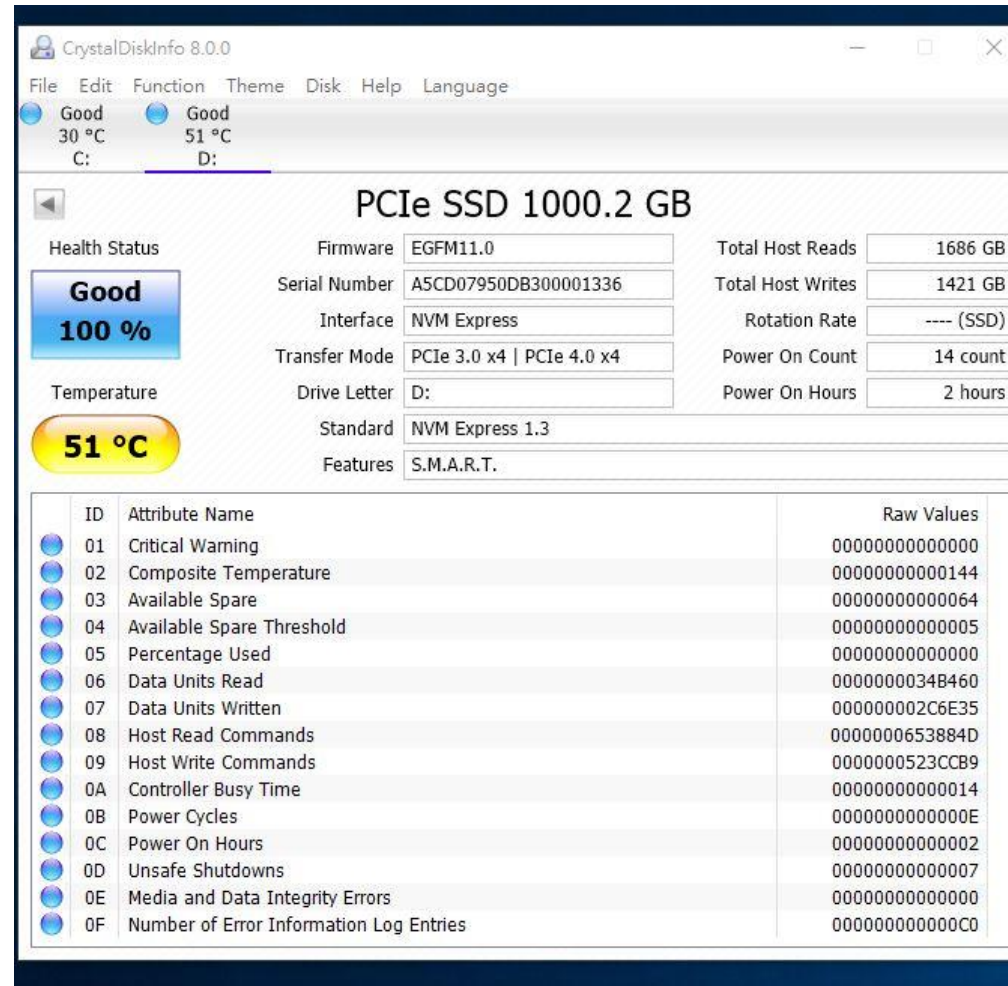 CrystalDiskInfo 8.0.0
File Edit Function Theme Disk Help Language
Good Good
30 °C 51 °C
C: D:
PCIe SSD 1000.2 GB
Health Status
Good
100 %
Temperature
51 °C
Firmware EGFM11.0
Serial Number A5CD07950DB300001336
Interface NVM Express
Transfer Mode PCIe 3.0 x4 | PCIe 4.0 x4
Drive Letter D:
Standard NVM Express 1.3
Features S.M.A.R.T.
Total Host Reads 1686 GB
Total Host Writes 1421 GB
Rotation Rate ---- (SSD)
Power On Count 14 count
Power On Hours 2 hours
ID Attribute Name Raw Values
01 Critical Warning 00000000000000
02 Composite Temperature 00000000000144
03 Available Spare 00000000000064
04 Available Spare Threshold 00000000000005
05 Percentage Used 00000000000000
06 Data Units Read 0000000034B460
07 Data Units Written 000000002C6E35
08 Host Read Commands 0000000653884D
09 Host Write Commands 0000000523CCB9
0A Controller Busy Time 00000000000014
0B Power Cycles 0000000000000E
0C Power On Hours 00000000000002
0D Unsafe Shutdowns 00000000000007
0E Media and Data Integrity Errors 00000000000000
0F Number of Error Information Log Entries 000000000000C0